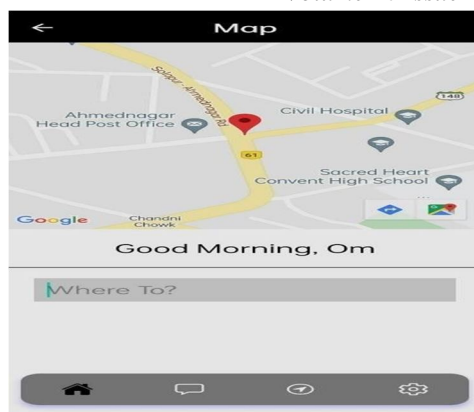 Map
Solapur - Ahmednagar Rd
148
Civil Hospital
Ahmednagar
Head Post Office
61
Sacred Heart
Convent High School
Google
Chandni
Chowk
Good Morning, Om
Where To?